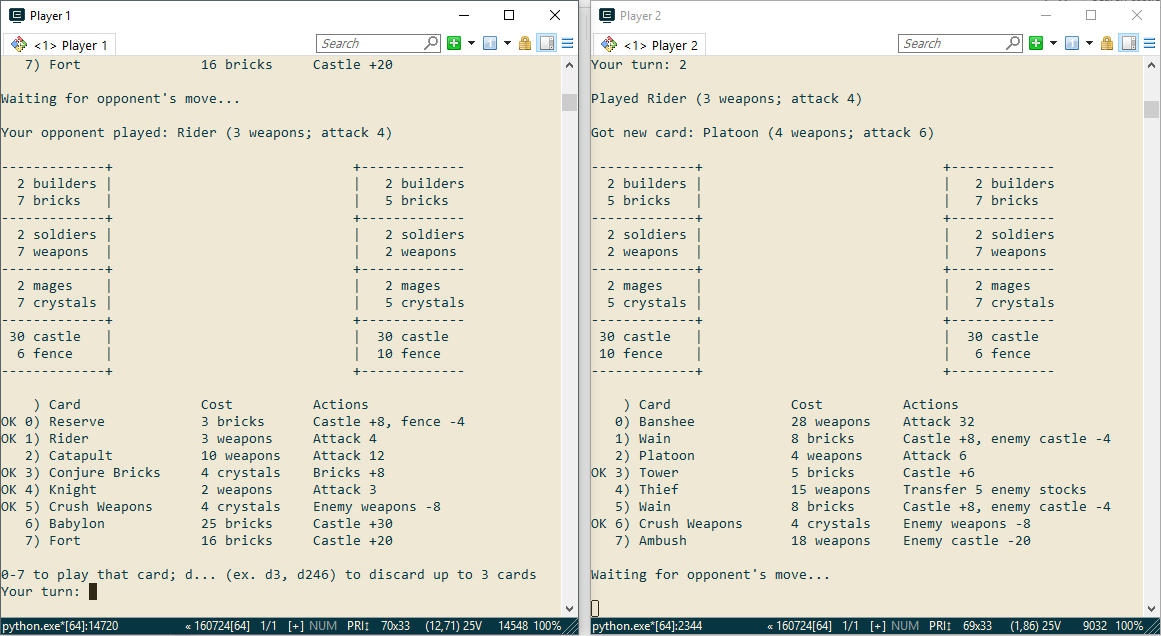 Player 1
<1> Player 1
Search
7) Fort 16 bricks Castle +20
Waiting for opponent's move...
Your opponent played: Rider (3 weapons; attack 4)
-------------+ +-------------
2 builders | | 2 builders
7 bricks | | 5 bricks
-------------+ +-------------
2 soldiers | | 2 soldiers
7 weapons | | 2 weapons
-------------+ +-------------
2 mages | | 2 mages
7 crystals | | 5 crystals
-------------+ +-------------
30 castle | | 30 castle
6 fence | | 10 fence
-------------+ +-------------
) Card Cost Actions
OK 0) Reserve 3 bricks Castle +8, fence -4
OK 1) Rider 3 weapons Attack 4
2) Catapult 10 weapons Attack 12
OK 3) Conjure Bricks 4 crystals Bricks +8
OK 4) Knight 2 weapons Attack 3
OK 5) Crush Weapons 4 crystals Enemy weapons -8
6) Babylon 25 bricks Castle +30
7) Fort 16 bricks Castle +20
0-7 to play that card; d... (ex. d3, d246) to discard up to 3 cards
Your turn:
python.exe*[64]:14720 « 160724[64] 1/1 [+] NUM PRI↕ 70x33 (12,71) 25V 14548 100%
Player 2
<1> Player 2
Search
Your turn: 2
Played Rider (3 weapons; attack 4)
Got new card: Platoon (4 weapons; attack 6)
-------------+ +-------------
2 builders | | 2 builders
5 bricks | | 7 bricks
-------------+ +-------------
2 soldiers | | 2 soldiers
2 weapons | | 7 weapons
-------------+ +-------------
2 mages | | 2 mages
5 crystals | | 7 crystals
-------------+ +-------------
30 castle | | 30 castle
10 fence | | 6 fence
-------------+ +-------------
) Card Cost Actions
0) Banshee 28 weapons Attack 32
1) Wain 8 bricks Castle +8, enemy castle -4
2) Platoon 4 weapons Attack 6
OK 3) Tower 5 bricks Castle +6
4) Thief 15 weapons Transfer 5 enemy stocks
5) Wain 8 bricks Castle +8, enemy castle -4
OK 6) Crush Weapons 4 crystals Enemy weapons -8
7) Ambush 18 weapons Enemy castle -20
Waiting for opponent's move...
python.exe*[64]:2344 « 160724[64] 1/1 [+] NUM PRI↕ 69x33 (1,86) 25V 9032 100%